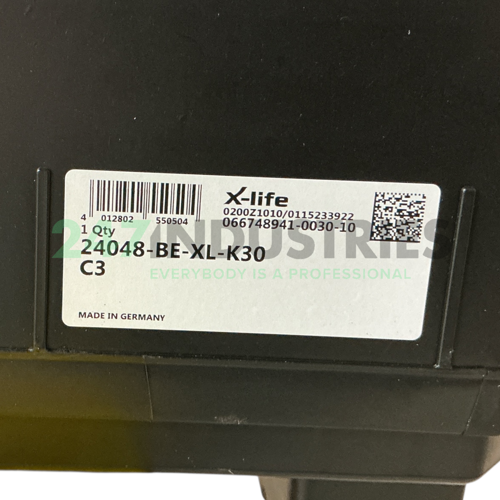 X-life
0200Z1010/0115233922
066748941-0030-10
4 012802 550504
1 Qty
24048-BE-XL-K30
C3
MADE IN GERMANY
247 INDUSTRIES
EVERYBODY IS A PROFESSIONAL